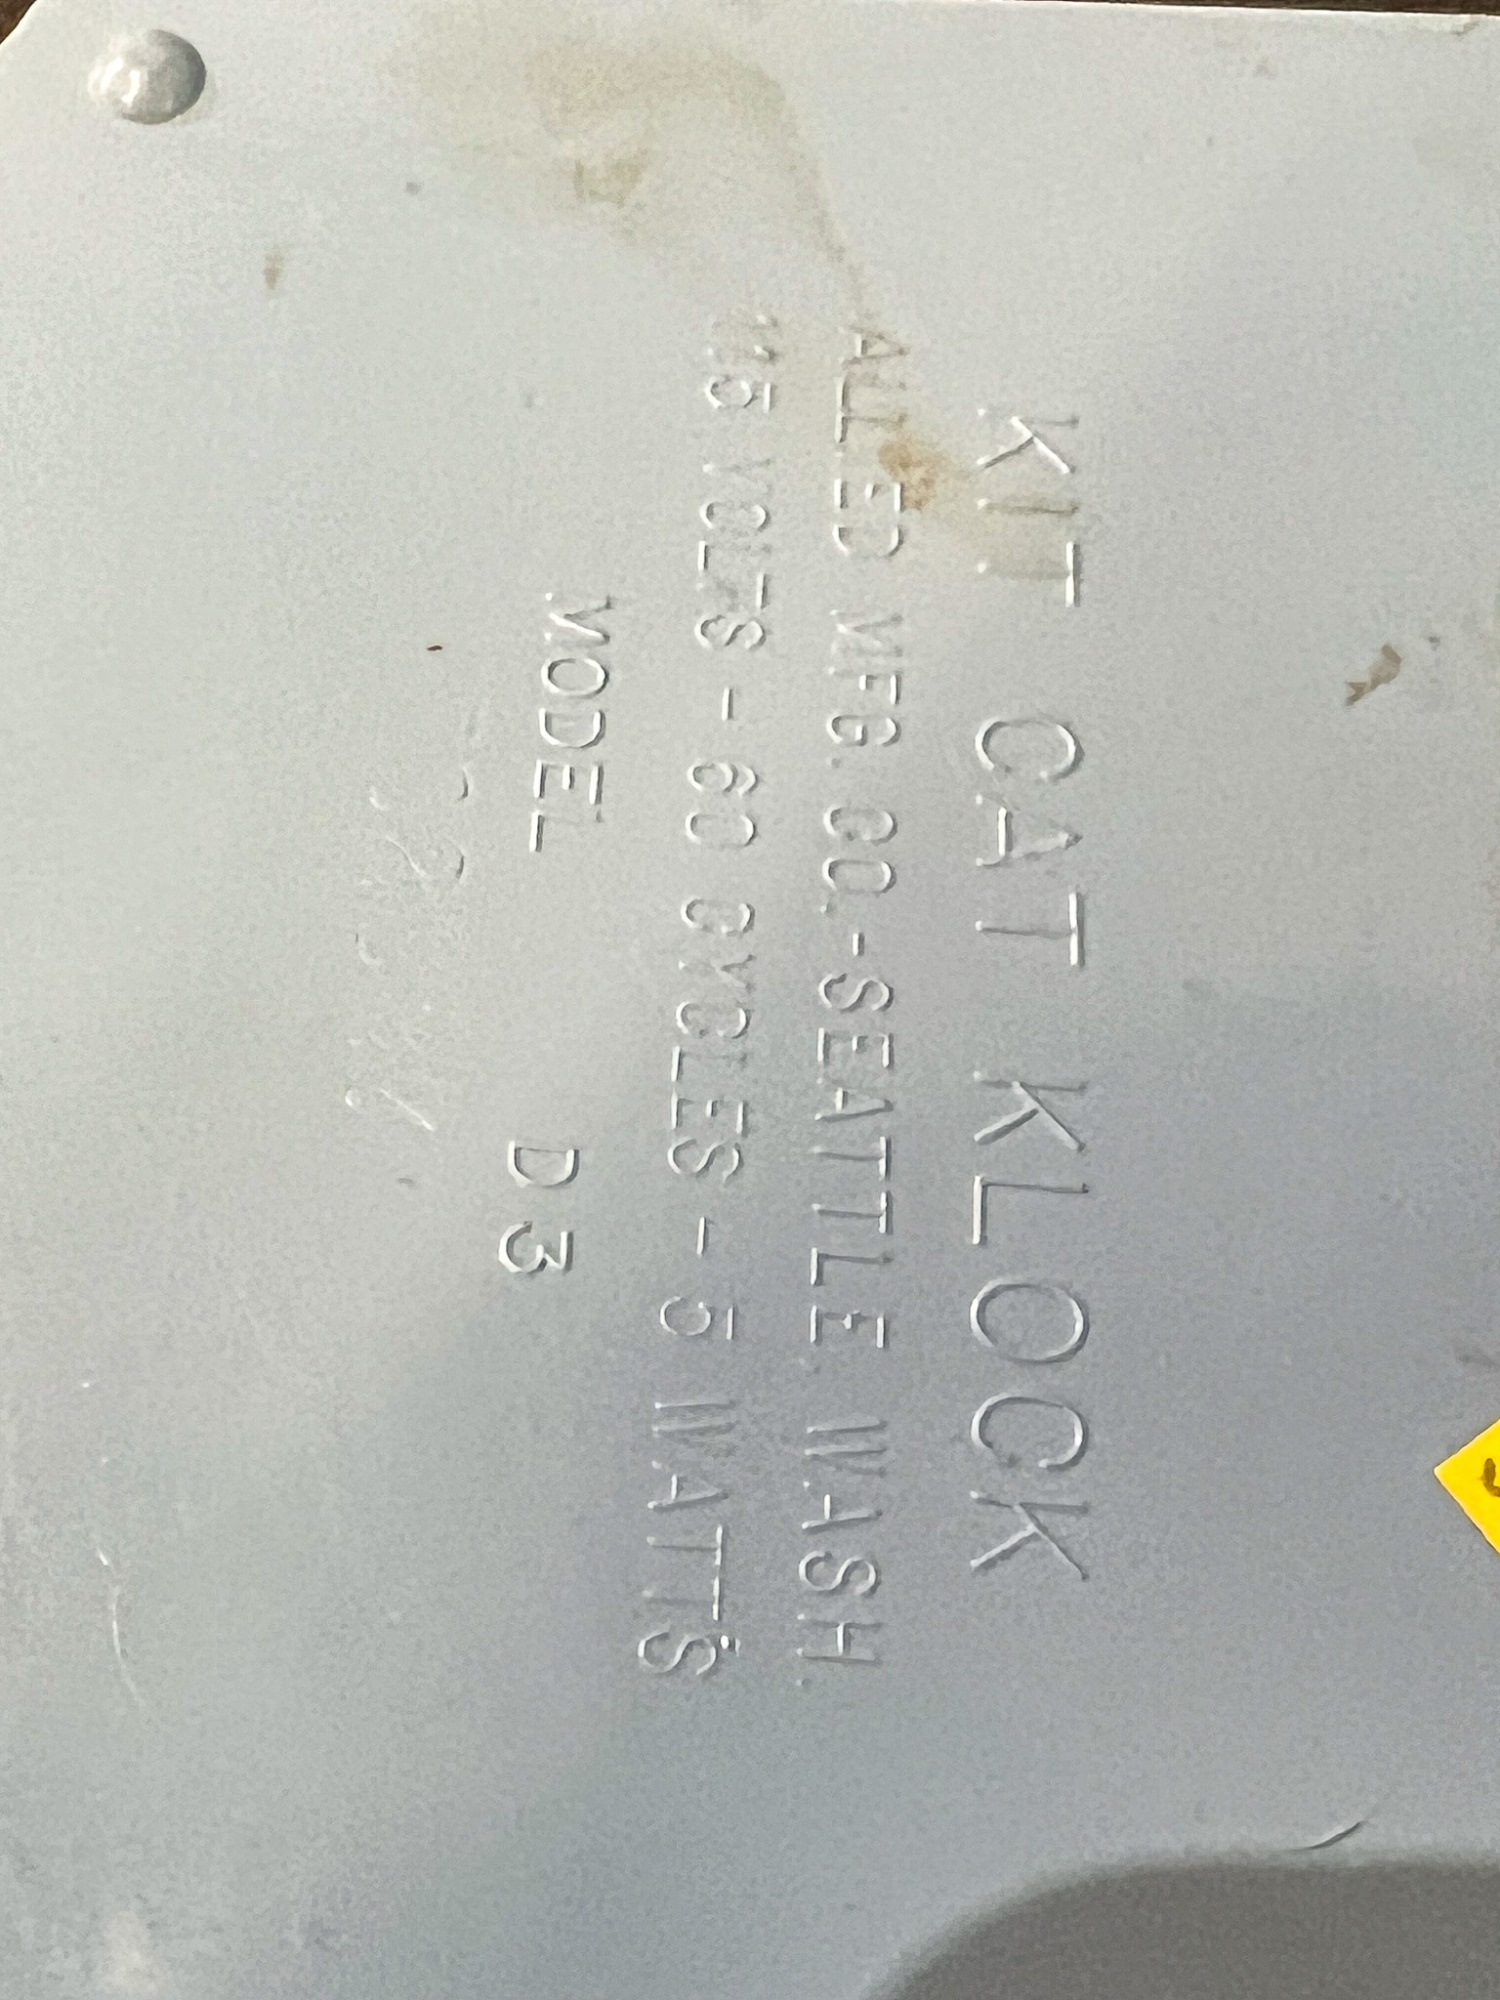 KIT CAT KLOCK
ALLIED MFG. CO.-SEATTLE. WASH.
115 VOLTS - 60 CYCLES - 5 WATTS
MODEL D3